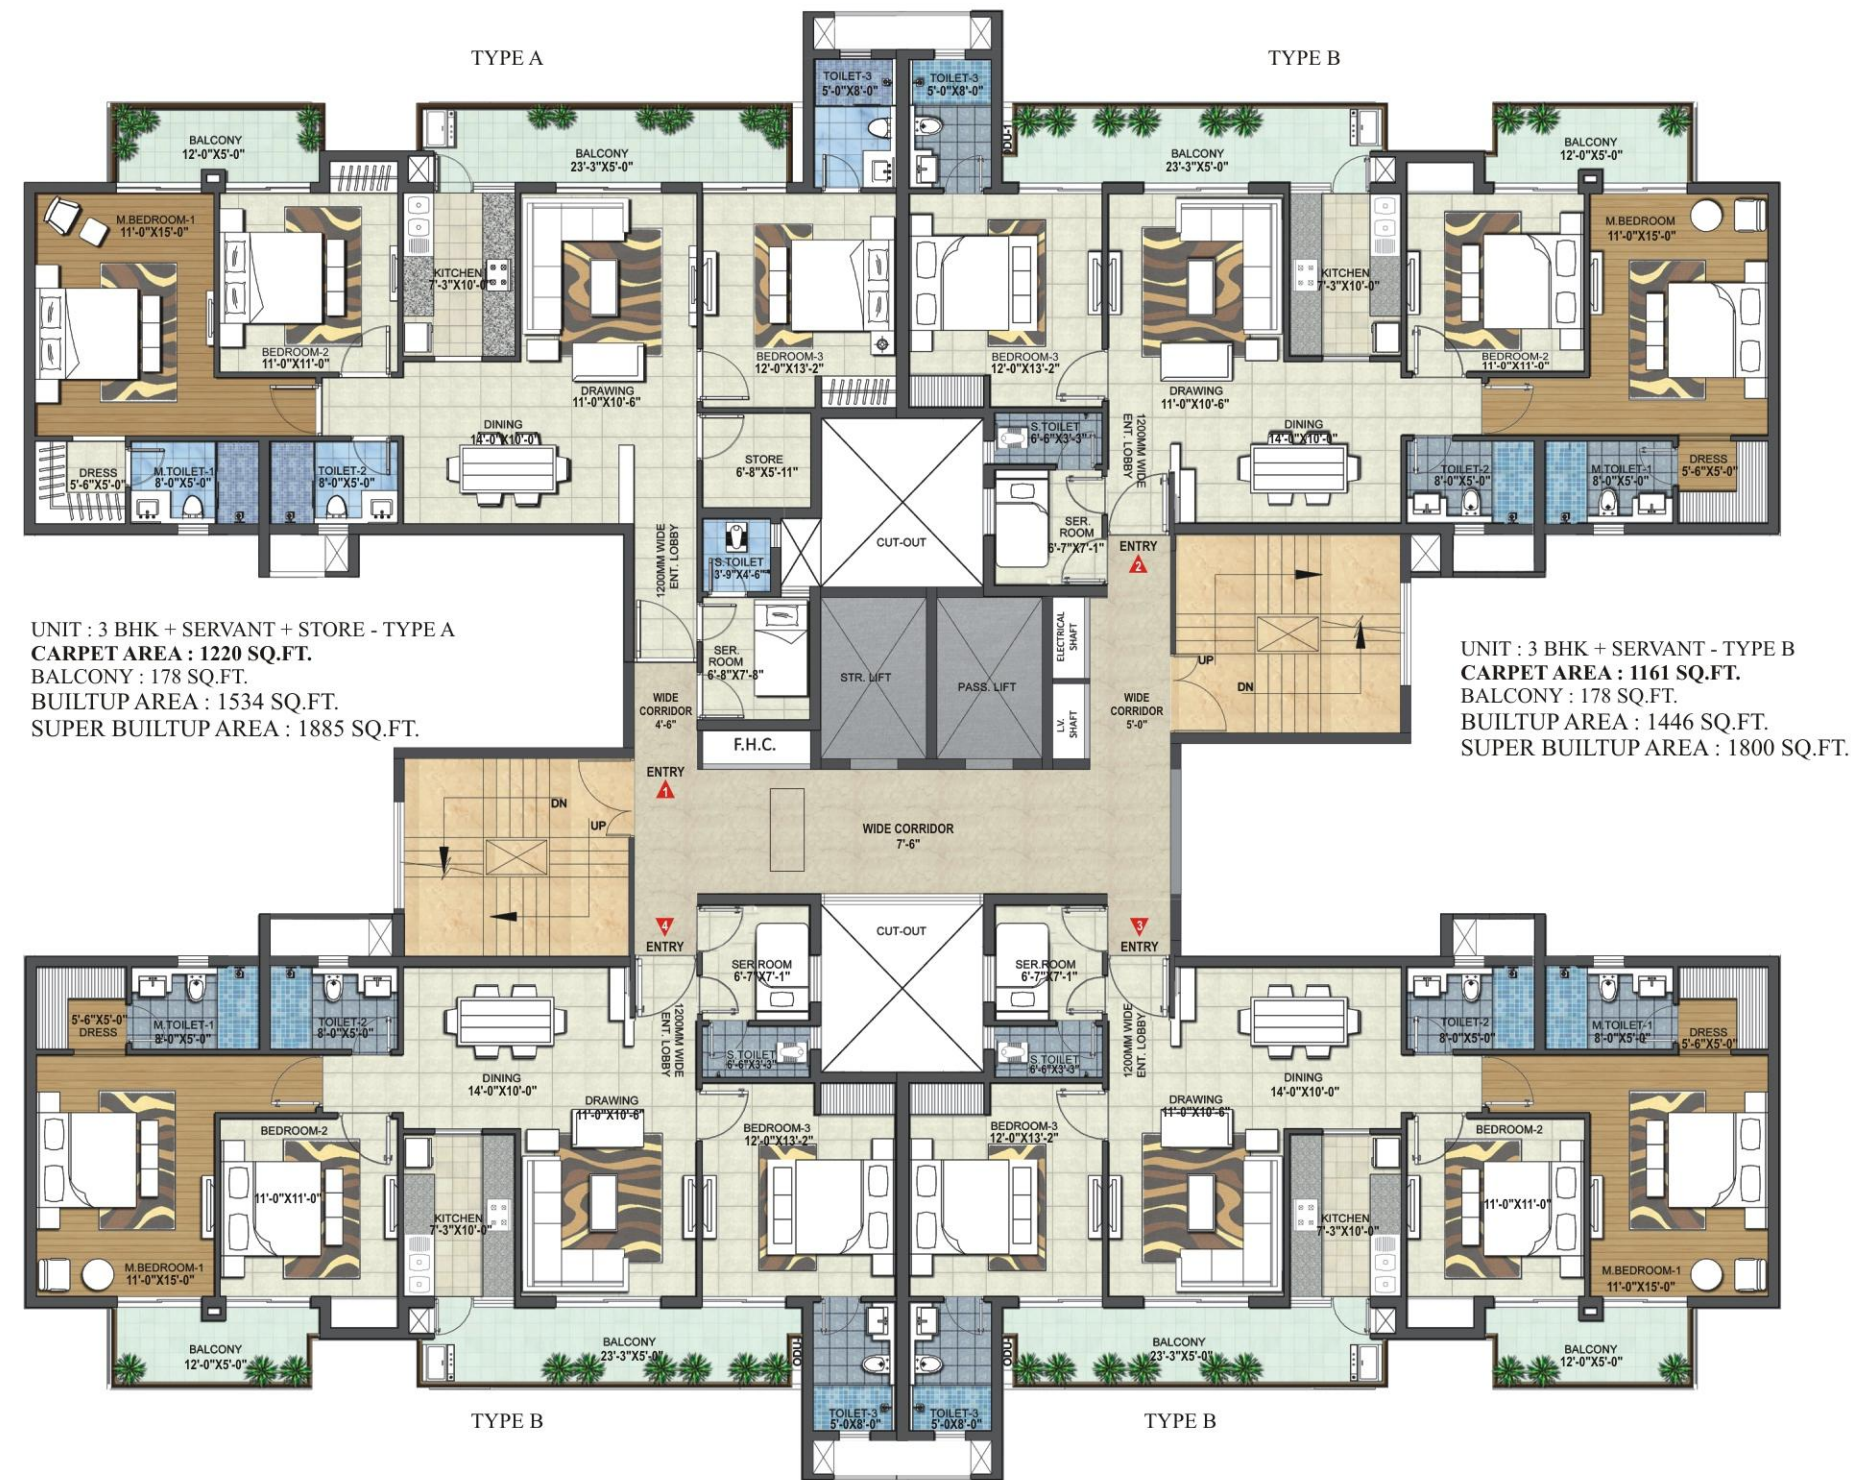 TYPE A
TYPE B
TOILET-3
5'-0"X8'-0"
TOILET-3
5'-0"X8'-0"
BALCONY
12'-0"X5'-0"
BALCONY
23'-3"X5'-0"
ODU-1
BALCONY
23'-3"X5'-0"
BALCONY
12'-0"X5'-0"
M.BEDROOM-1
11'-0"X15'-0"
BEDROOM-2
11'-0"X11'-0"
KITCHEN
7'-3"X10'-0"
DRAWING
11'-0"X10'-6"
BEDROOM-3
12'-0"X13'-2"
BEDROOM-3
12'-0"X13'-2"
DRAWING
11'-0"X10'-6"
KITCHEN
7'-3"X10'-0"
BEDROOM-2
11'-0"X11'-0"
M.BEDROOM
11'-0"X15'-0"
DRESS
5'-6"X5'-0"
M.TOILET-1
8'-0"X5'-0"
TOILET-2
8'-0"X5'-0"
DINING
14'-0"X10'-0"
STORE
6'-8"X5'-11"
S.TOILET
6'-6"X3'-3"
1200MM WIDE
ENT. LOBBY
DINING
14'-0"X10'-0"
TOILET-2
8'-0"X5'-0"
M.TOILET-1
8'-0"X5'-0"
DRESS
5'-6"X5'-0"
1200MM WIDE
ENT. LOBBY
S.TOILET
3'-9"X4'-6"
CUT-OUT
SER.
ROOM
6'-7"X7'-1"
ENTRY
2
UNIT : 3 BHK + SERVANT + STORE - TYPE A
CARPET AREA : 1220 SQ.FT.
BALCONY : 178 SQ.FT.
BUILTUP AREA : 1534 SQ.FT.
SUPER BUILTUP AREA : 1885 SQ.FT.
SER.
ROOM
6'-8"X7'-8"
STR. LIFT
PASS. LIFT
ELECTRICAL
SHAFT
L.V.
SHAFT
UP
DN
UNIT : 3 BHK + SERVANT - TYPE B
CARPET AREA : 1161 SQ.FT.
BALCONY : 178 SQ.FT.
BUILTUP AREA : 1446 SQ.FT.
SUPER BUILTUP AREA : 1800 SQ.FT.
WIDE
CORRIDOR
4'-6"
WIDE
CORRIDOR
5'-0"
F.H.C.
ENTRY
1
DN
UP
WIDE CORRIDOR
7'-6"
4
ENTRY
CUT-OUT
3
ENTRY
SER.ROOM
6'-7"X7'-1"
SER.ROOM
6'-7"X7'-1"
5'-6"X5'-0"
DRESS
M.TOILET-1
8'-0"X5'-0"
TOILET-2
8'-0"X5'-0"
1200MM WIDE
ENT. LOBBY
S.TOILET
6'-6"X3'-3"
S.TOILET
6'-6"X3'-3"
1200MM WIDE
ENT. LOBBY
TOILET-2
8'-0"X5'-0"
M.TOILET-1
8'-0"X5'-0"
DRESS
5'-6"X5'-0"
DINING
14'-0"X10'-0"
DINING
14'-0"X10'-0"
DRAWING
11'-0"X10'-6"
DRAWING
11'-0"X10'-6"
BEDROOM-2
11'-0"X11'-0"
BEDROOM-3
12'-0"X13'-2"
BEDROOM-3
12'-0"X13'-2"
BEDROOM-2
11'-0"X11'-0"
KITCHEN
7'-3"X10'-0"
KITCHEN
7'-3"X10'-0"
M.BEDROOM-1
11'-0"X15'-0"
M.BEDROOM-1
11'-0"X15'-0"
BALCONY
12'-0"X5'-0"
BALCONY
23'-3"X5'-0"
BALCONY
23'-3"X5'-0"
BALCONY
12'-0"X5'-0"
TOILET-3
5'-0X8'-0"
TOILET-3
5'-0X8'-0"
TYPE B
TYPE B